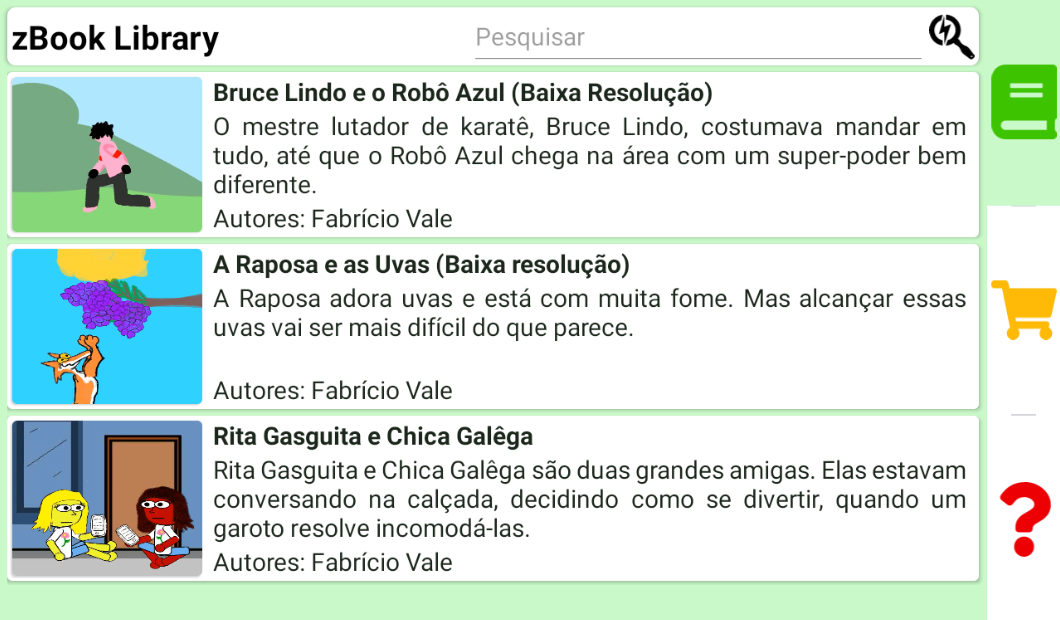 zBook Library
Pesquisar
Bruce Lindo e o Robô Azul (Baixa Resolução)
O mestre lutador de karatê, Bruce Lindo, costumava mandar em
tudo, até que o Robô Azul chega na área com um super-poder bem
diferente.
Autores: Fabrício Vale
A Raposa e as Uvas (Baixa resolução)
A Raposa adora uvas e está com muita fome. Mas alcançar essas
uvas vai ser mais difícil do que parece.
Autores: Fabrício Vale
Rita Gasguita e Chica Galêga
Rita Gasguita e Chica Galêga são duas grandes amigas. Elas estavam
conversando na calçada, decidindo como se divertir, quando um
garoto resolve incomodá-las.
Autores: Fabrício Vale